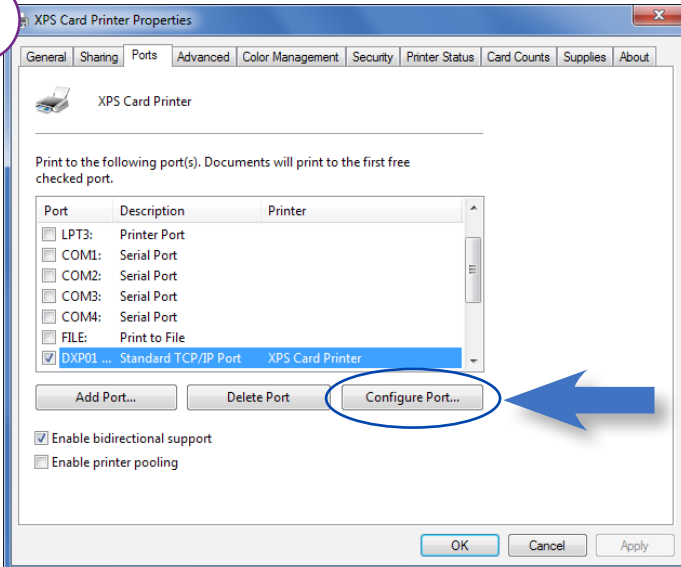 XPS Card Printer Properties
General Sharing Ports Advanced Color Management Security Printer Status Card Counts Supplies About
XPS Card Printer
Print to the following port(s). Documents will print to the first free
checked port.
Port Description Printer
LPT3: Printer Port
COM1: Serial Port
COM2: Serial Port
COM3: Serial Port
COM4: Serial Port
FILE: Print to File
DXP01 ... Standard TCP/IP Port XPS Card Printer
Add Port... Delete Port Configure Port...
Enable bidirectional support
Enable printer pooling
OK Cancel Apply